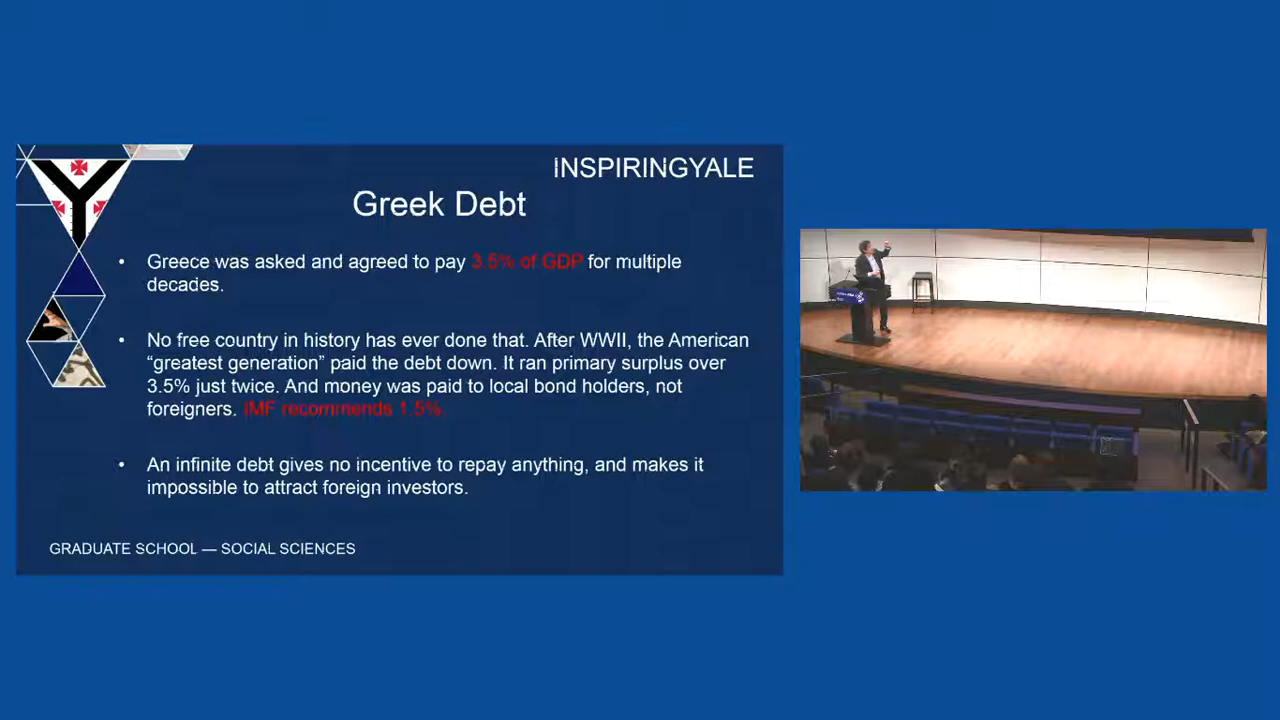 iNSPIRINGYALE
Greek Debt
• Greece was asked and agreed to pay 3.5% of GDP for multiple
decades.
• No free country in history has ever done that. After WWII, the American
“greatest generation” paid the debt down. It ran primary surplus over
3.5% just twice. And money was paid to local bond holders, not
foreigners. IMF recommends 1.5%.
• An infinite debt gives no incentive to repay anything, and makes it
impossible to attract foreign investors.
GRADUATE SCHOOL — SOCIAL SCIENCES